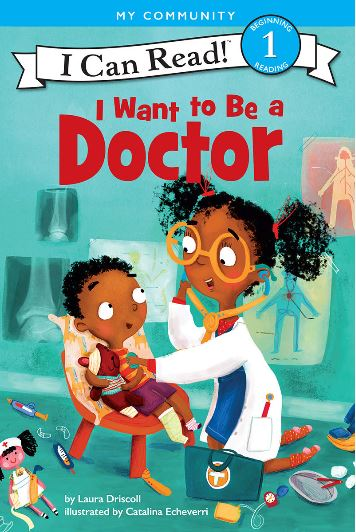 MY COMMUNITY
I Can Read!
BEGINNING
1
READING
I Want to Be a
Doctor
T
by Laura Driscoll
illustrated by Catalina Echeverri